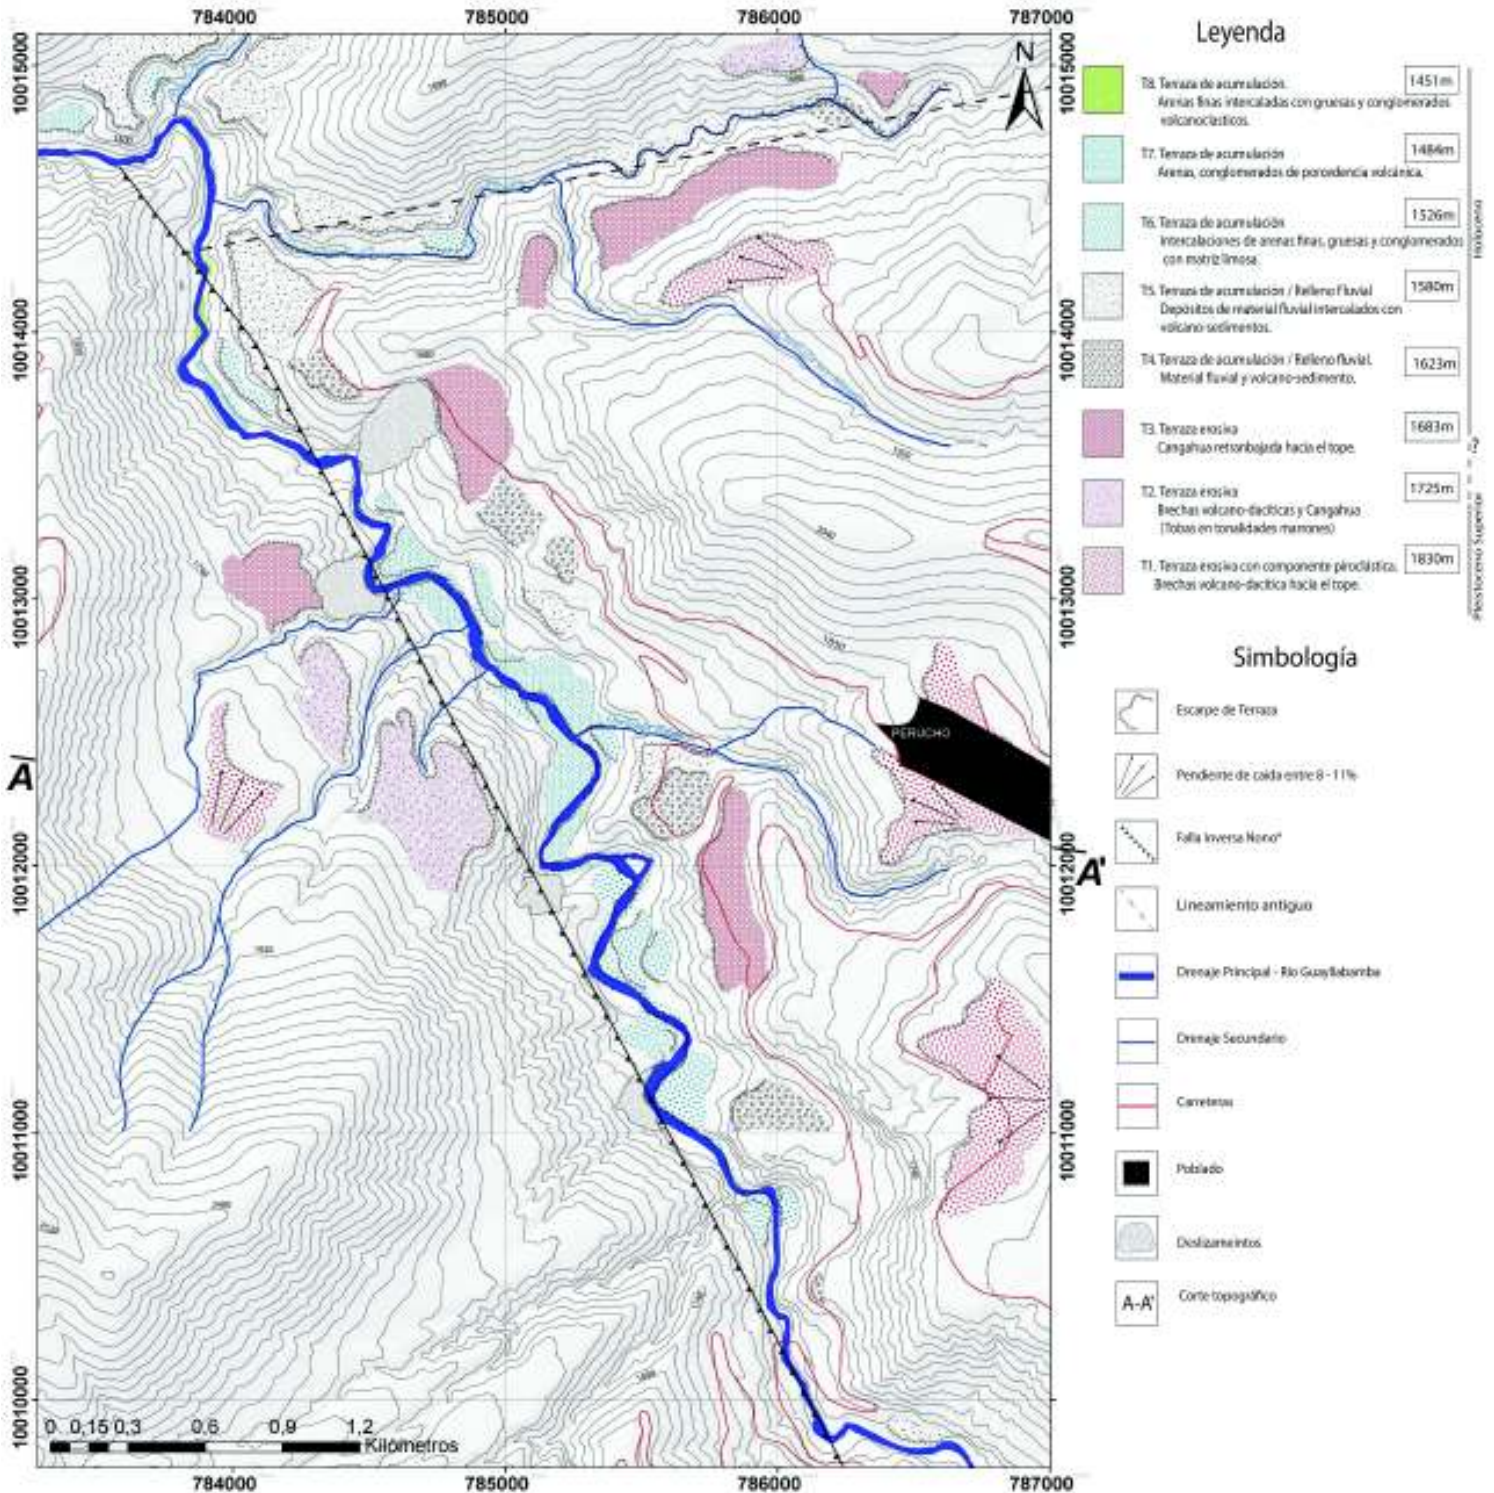 784000
785000
786000
787000
10015000
10014000
10013000
10012000
10011000
10010000
10015000
10014000
10013000
10012000
10011000
N
PERUCHO
A
A'
0 0,15 0,3 0,6 0,9 1,2
Kilómetros
784000
785000
786000
787000
Leyenda
T8. Terraza de acumulación.
1451m
Arenas finas intercaladas con gruesas y conglomerados
volcanoclasticos.
T7. Terraza de acumulación
1484m
Arenas, conglomerados de porovdencia volcánica.
T6. Terraza de acumulación
1526m
Intercalaciones de arenas finas, gruesas y conglomerados
con matriz limosa.
T5. Terraza de acumulación / Relleno fluvial
1580m
Depósitos de material fluvial intercalados con
volcano-sedimentos.
T4. Terraza de acumulación / Relleno fluvial.
1623m
Material fluvial y volcano-sedimento.
T3. Terraza erosiva
1683m
Cangahua retrabajada hacia el tope.
T2. Terraza erosiva
1725m
Brechas volcano-dacíticas y Cangahua
(Tobas en tonalidades marrones)
T1. Terraza erosiva con componente piroclástica.
1830m
Brechas volcano-dacítica hacia el tope.
Holoceno
?
Pleistoceno Superior
Simbología
Escarpe de Terraza
Pendiente de caida entre 8 - 11%
Falla Inversa Nono"
Lineamiento antiguo
Drenaje Principal - Río Guayllabamba
Drenaje Secundario
Carreteras
Poblado
Deslizameintos
A-A' Corte topográfico